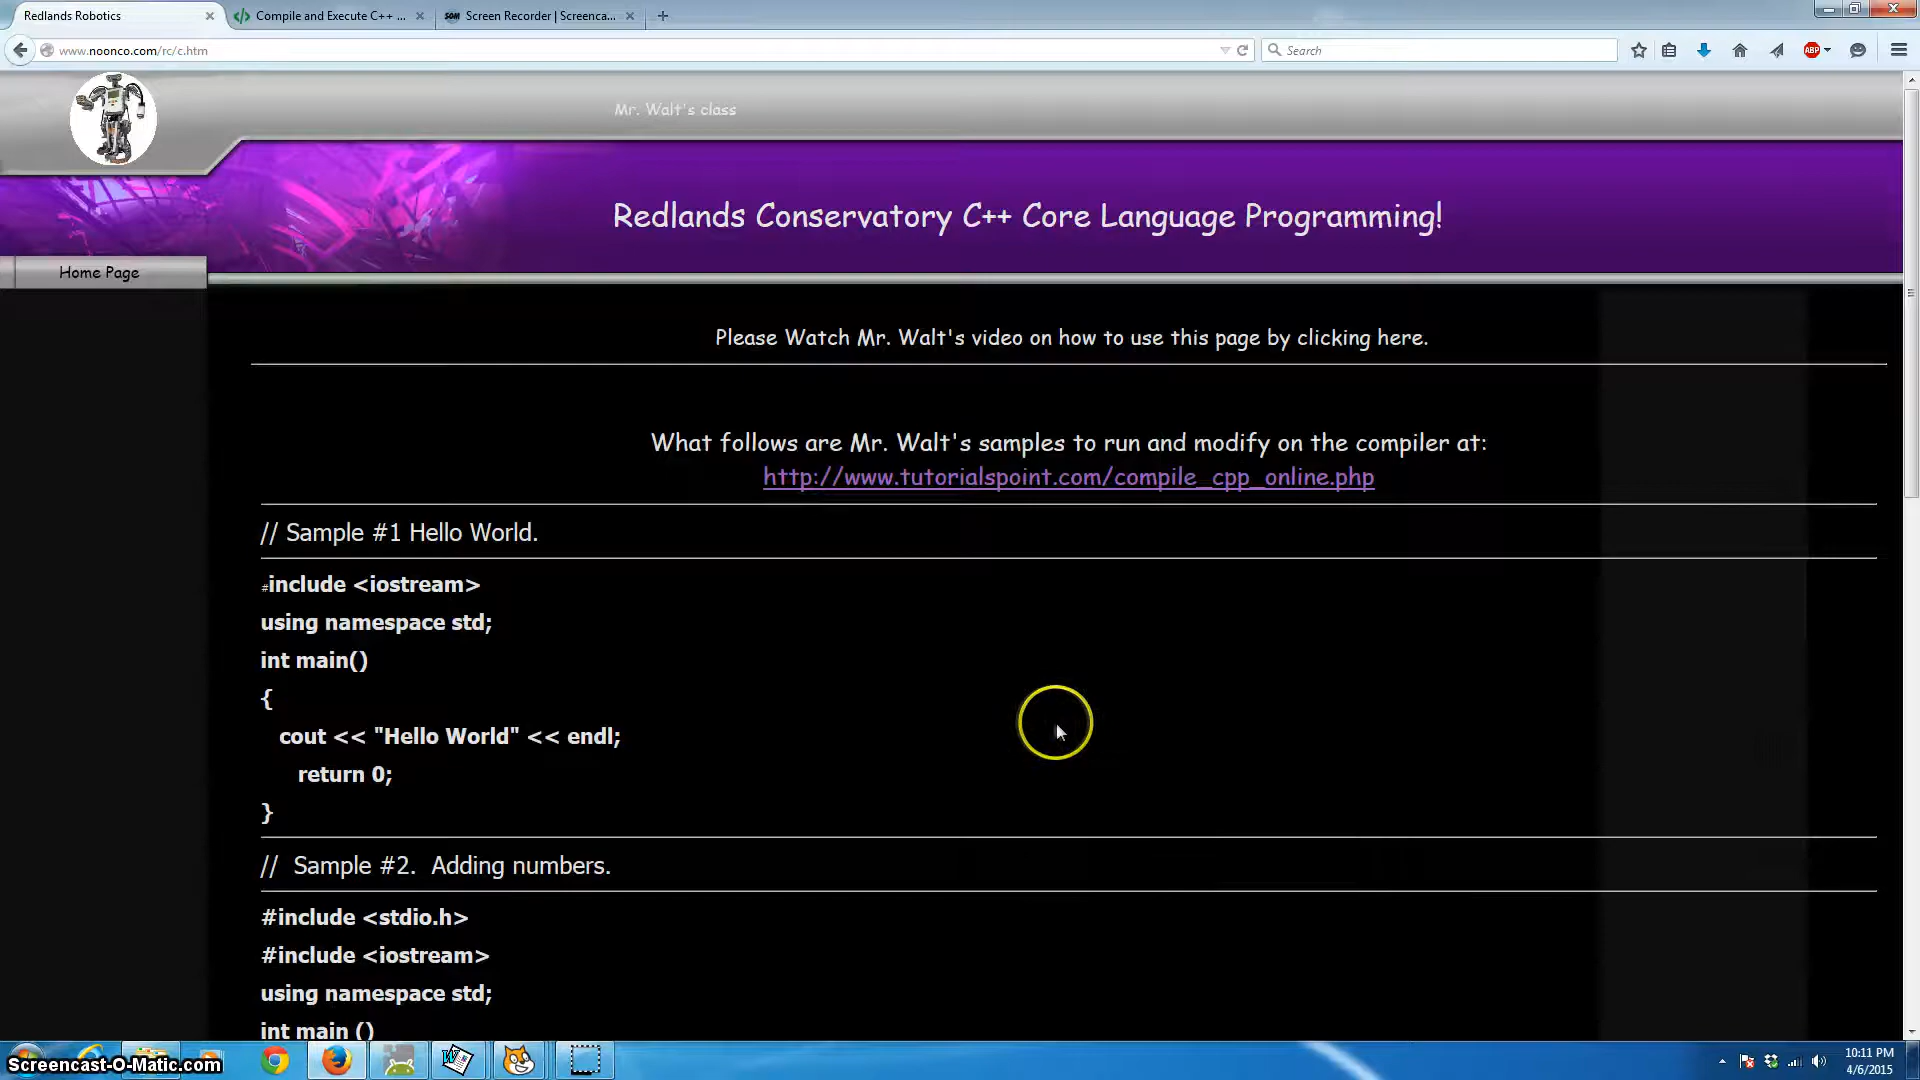 Redlands Robotics
Compile and Execute C++ ...
SOM Screen Recorder | Screenca...
www.noonco.com/rc/c.htm
Search
ABP
Mr. Walt's class
Redlands Conservatory C++ Core Language Programming!
Home Page
Please Watch Mr. Walt's video on how to use this page by clicking here.
What follows are Mr. Walt's samples to run and modify on the compiler at:
http://www.tutorialspoint.com/compile_cpp_online.php
// Sample #1 Hello World.
#include <iostream>
using namespace std;
int main()
{
cout << "Hello World" << endl;
return 0;
}
// Sample #2. Adding numbers.
#include <stdio.h>
#include <iostream>
using namespace std;
int main ()
Screencast-O-Matic.com
10:11 PM
4/6/2015